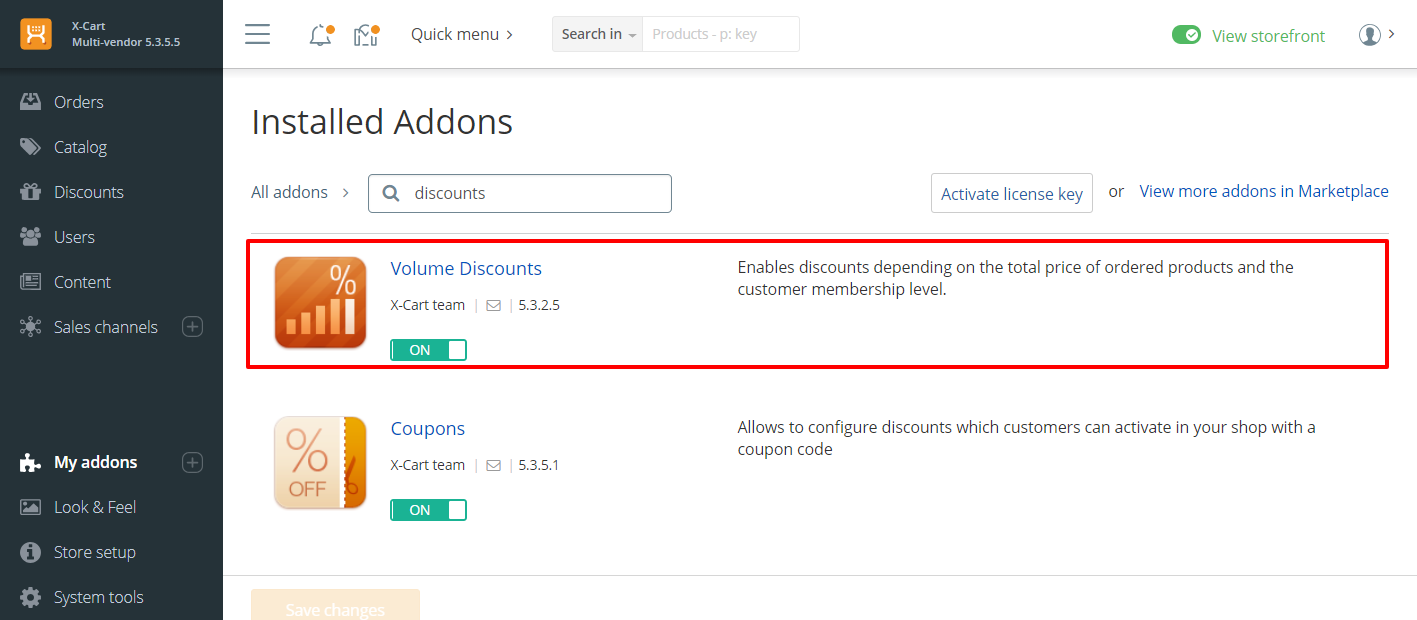 X-Cart
Multi-vendor 5.3.5.5
Quick menu
Search in
Products - p: key
View storefront
Orders
Catalog
Discounts
Users
Content
Sales channels
My addons
Look & Feel
Store setup
System tools
Installed Addons
All addons
discounts
Activate license key
or
View more addons in Marketplace
%
Volume Discounts
X-Cart team | | 5.3.2.5
ON
Enables discounts depending on the total price of ordered products and the
customer membership level.
%
OFF
Coupons
X-Cart team | | 5.3.5.1
ON
Allows to configure discounts which customers can activate in your shop with a
coupon code
Save changes